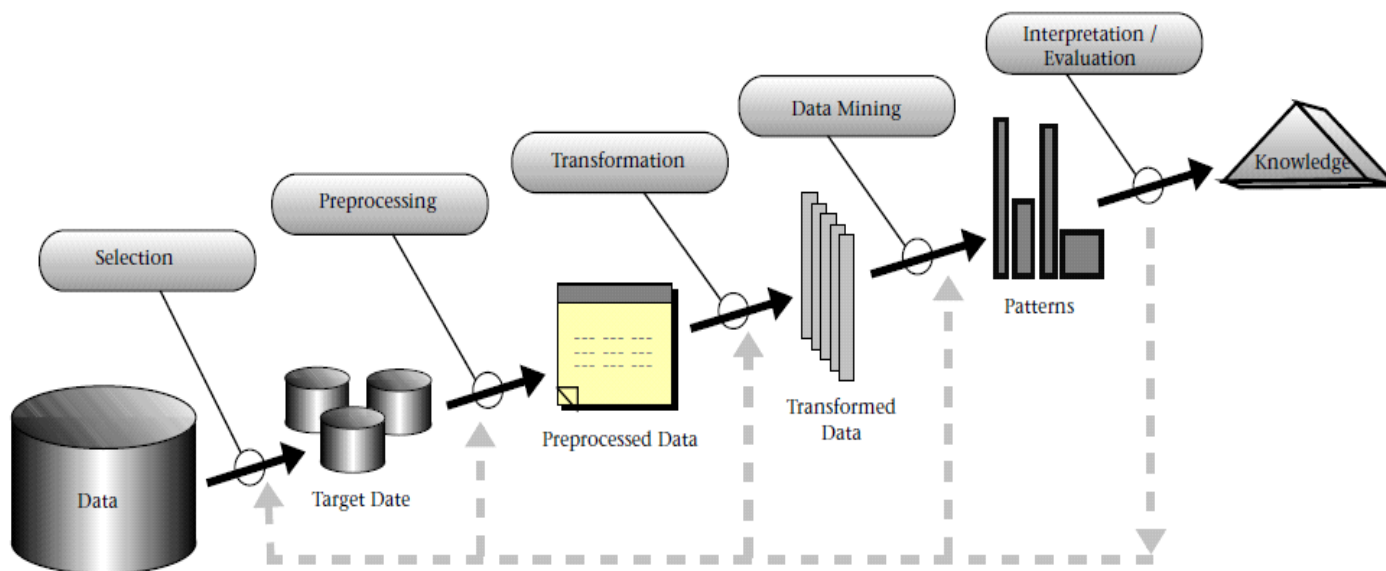 Interpretation /
Evaluation
Data Mining
Transformation
Preprocessing
Selection
Knowledge
Patterns
Transformed
Data
Preprocessed Data
Target Date
Data